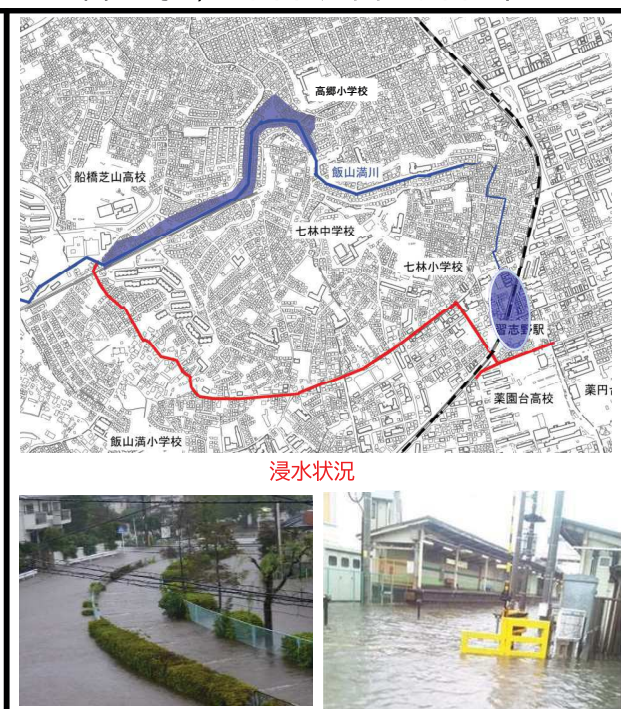 高郷小学校
船橋芝山高校
飯山満川
七林中学校
七林小学校
習志野駅
薬園台高校
薬円台
飯山満小学校
浸水状況